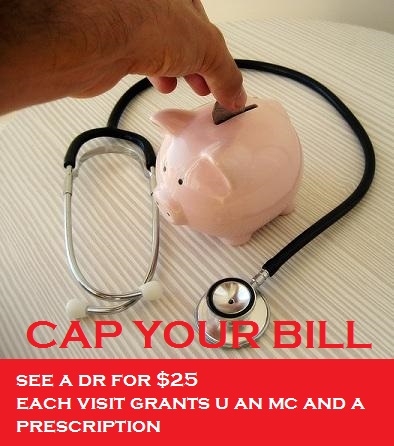 CAP YOUR BILL
SEE A DR FOR $25
EACH VISIT GRANTS U AN MC AND A
PRESCRIPTION